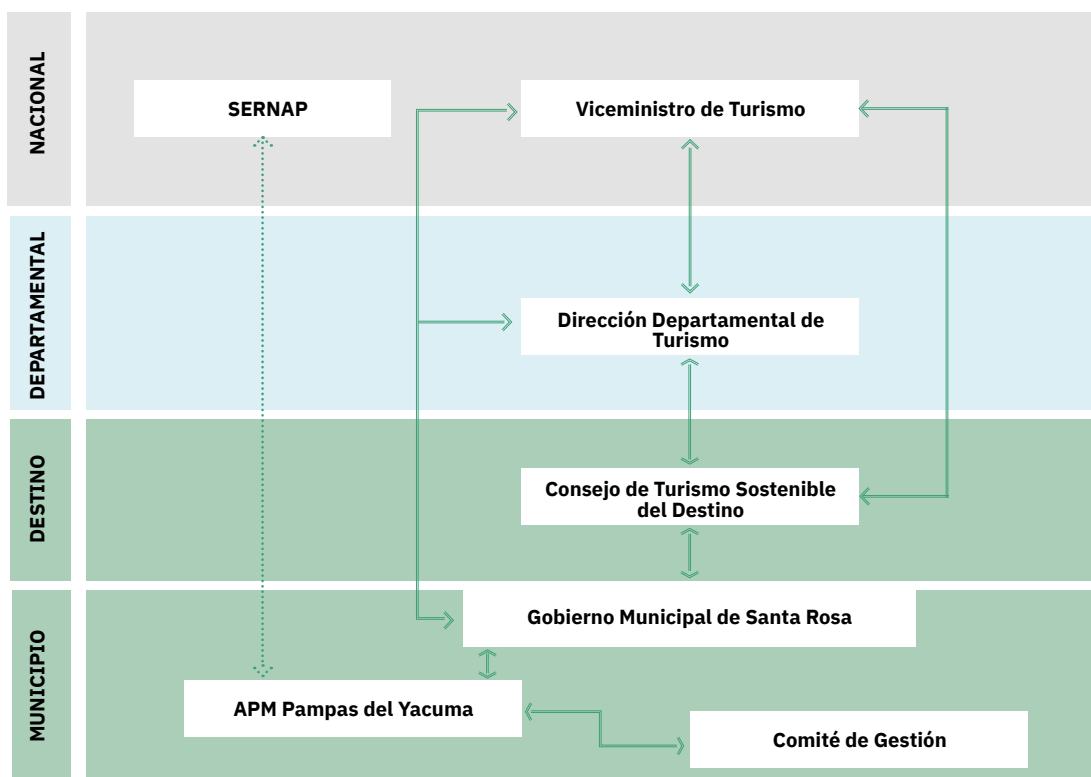 NACIONAL
SERNAP
Viceministro de Turismo
DEPARTAMENTAL
Dirección Departamental de
Turismo
DESTINO
Consejo de Turismo Sostenible
del Destino
MUNICIPIO
Gobierno Municipal de Santa Rosa
APM Pampas del Yacuma
Comité de Gestión